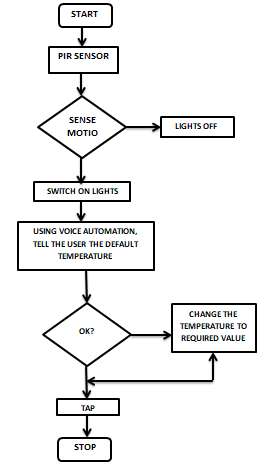 START
PIR SENSOR
SENSE
MOTIO
LIGHTS OFF
SWITCH ON LIGHTS
USING VOICE AUTOMATION,
TELL THE USER THE DEFAULT
TEMPERATURE
OK?
CHANGE THE
TEMPERATURE TO
REQUIRED VALUE
TAP
STOP